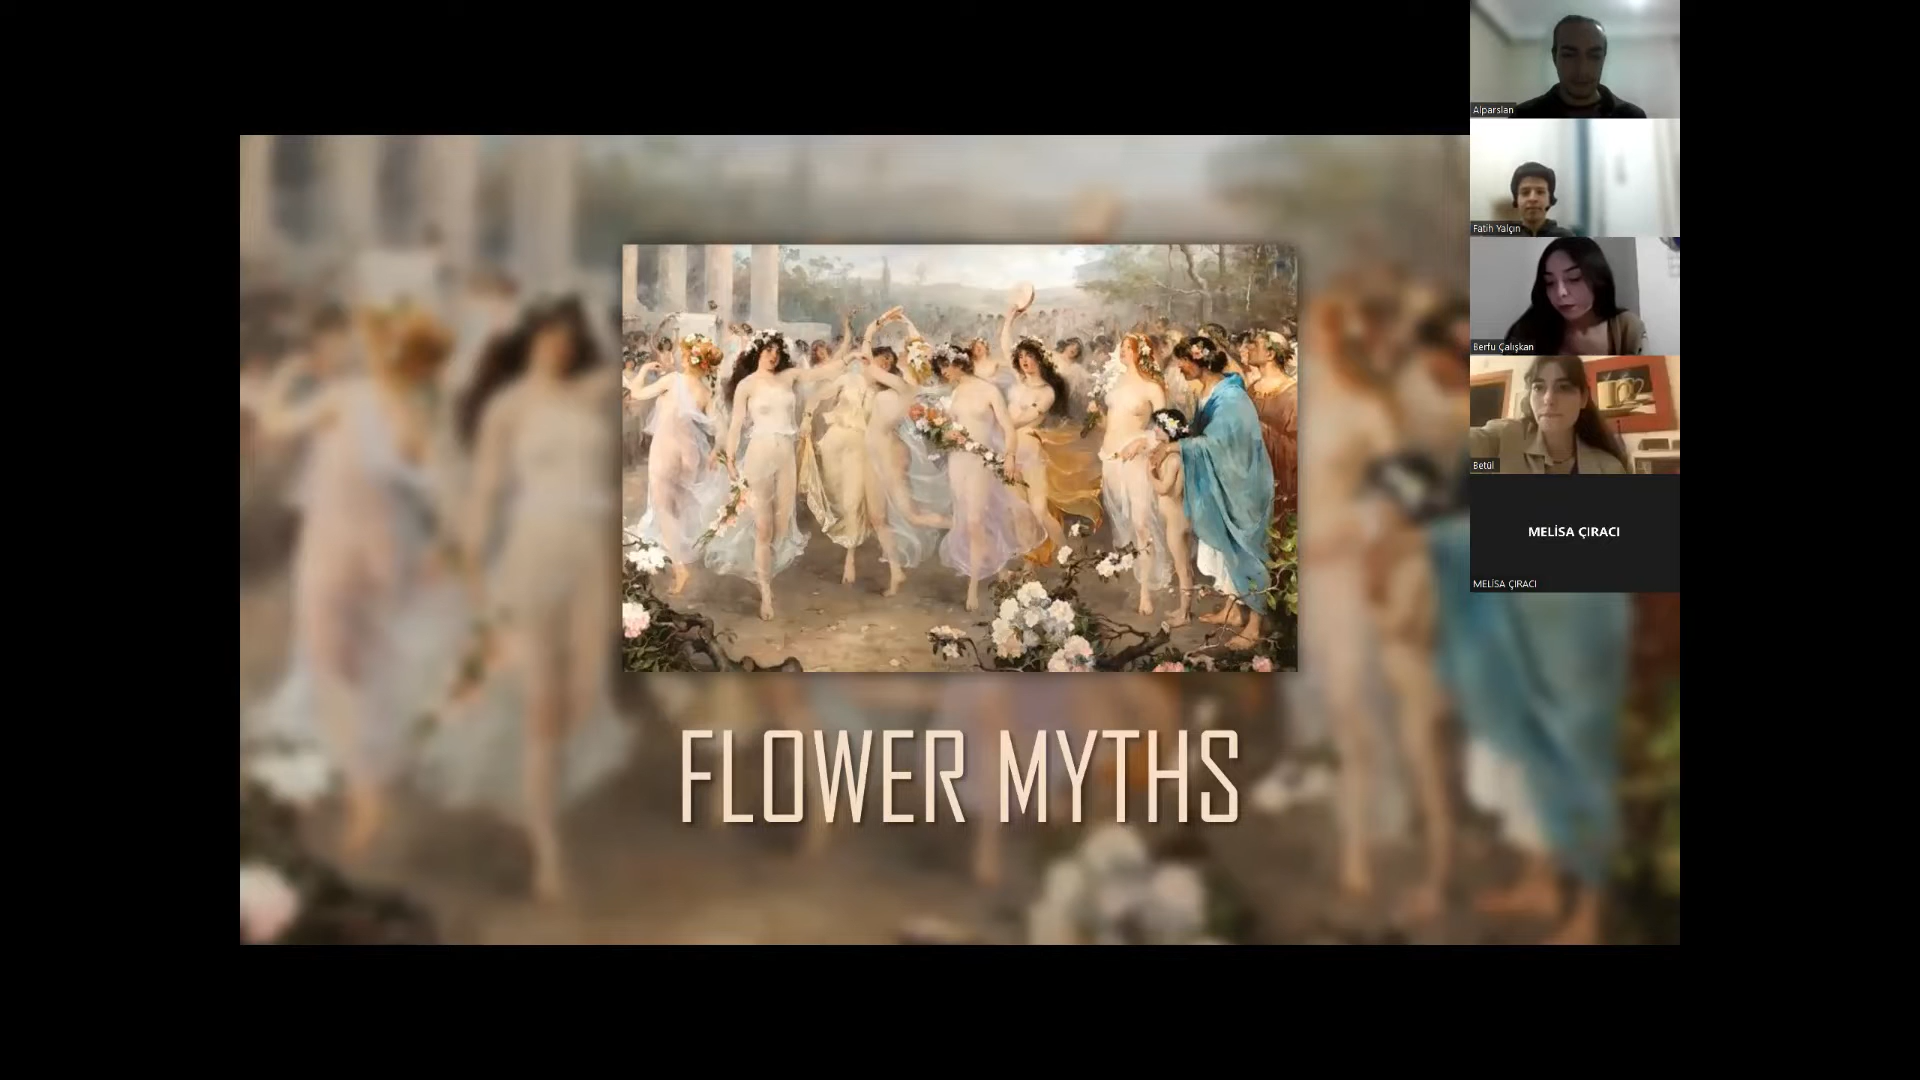 Alparslan
Fatih Yalçın
Berfu Çalışkan
Betül
MELİSA ÇIRACI
MELİSA ÇIRACI
FLOWER MYTHS